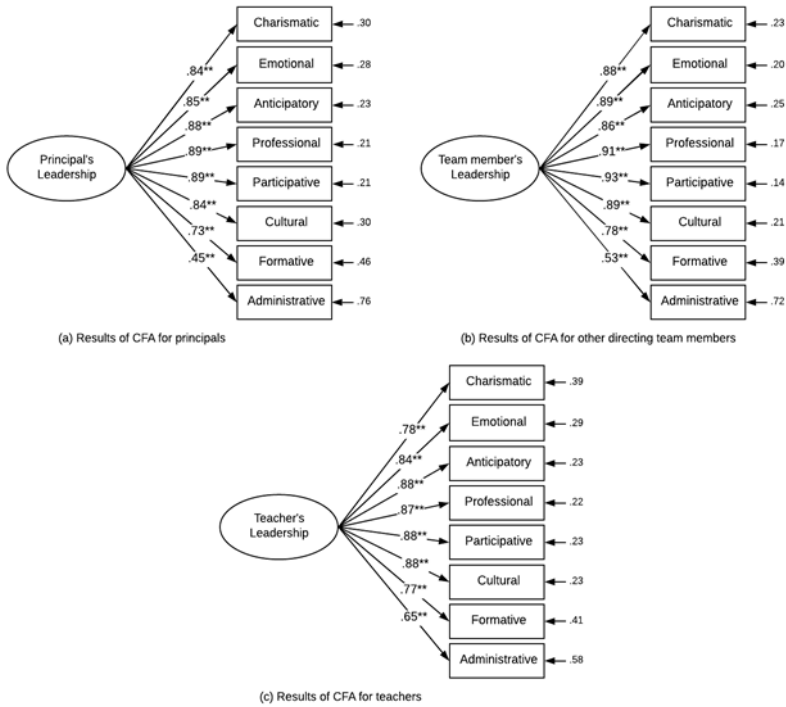 Charismatic .30
.84**
Emotional .28
.85**
Anticipatory .23
.88**
Professional .21
.89**
Principal's
Leadership
.89**
Participative .21
.84**
Cultural .30
.73**
Formative .46
.45**
Administrative .76
(a) Results of CFA for principals
Charismatic .23
.88**
Emotional .20
.89**
Anticipatory .25
.86**
Professional .17
.91**
Team member's
Leadership
.93**
Participative .14
.89**
Cultural .21
.78**
Formative .39
.53**
Administrative .72
(b) Results of CFA for other directing team members
Charismatic .39
.78**
Emotional .29
.84**
Anticipatory .23
.88**
Professional .22
.87**
Teacher's
Leadership
.88**
Participative .23
.88**
Cultural .23
.77**
Formative .41
.65**
Administrative .58
(c) Results of CFA for teachers